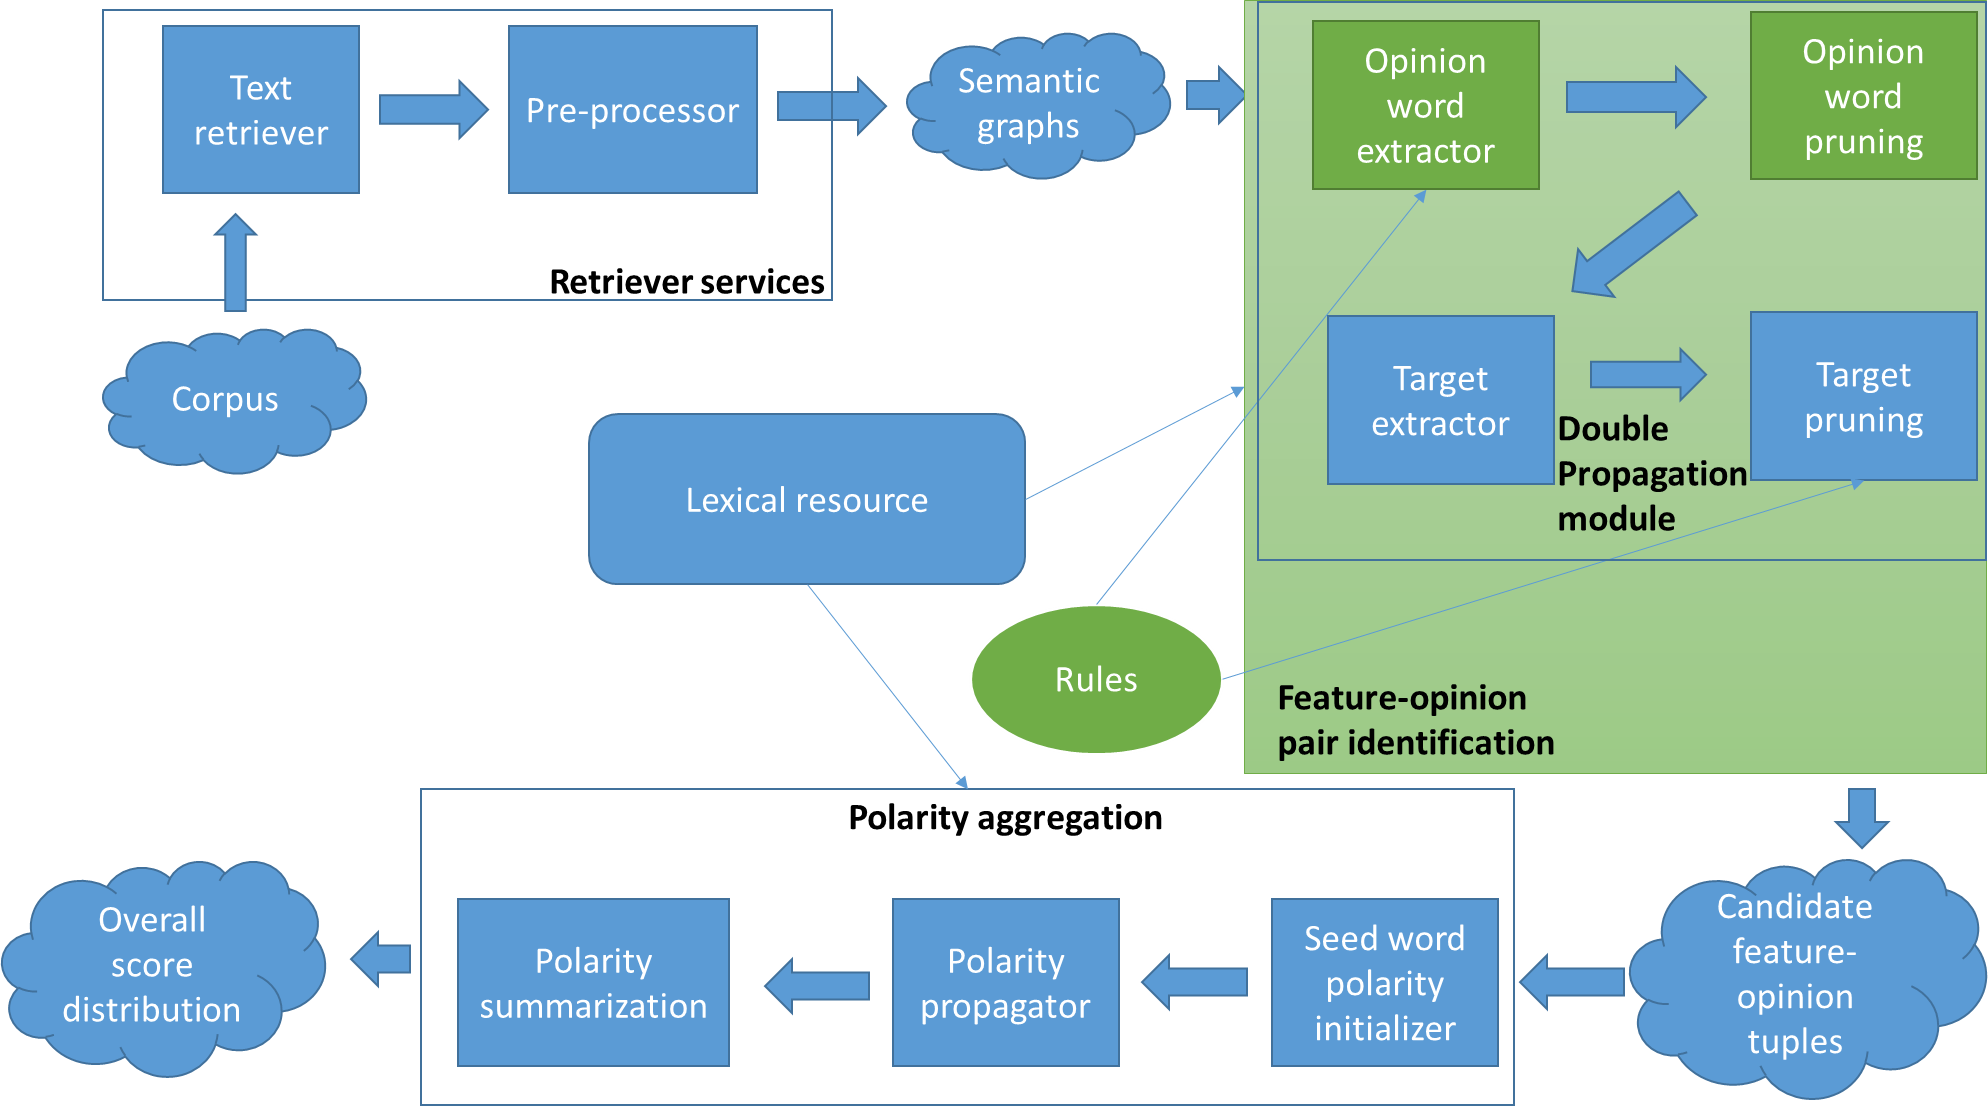 Text
retriever
Pre-processor
Retriever services
Semantic
graphs
Corpus
Opinion
word
extractor
Opinion
word
pruning
Target
extractor
Target
pruning
Double
Propagation
module
Lexical resource
Rules
Feature-opinion
pair identification
Polarity aggregation
Candidate
feature-
opinion
tuples
Seed word
polarity
initializer
Polarity
propagator
Polarity
summarization
Overall
score
distribution